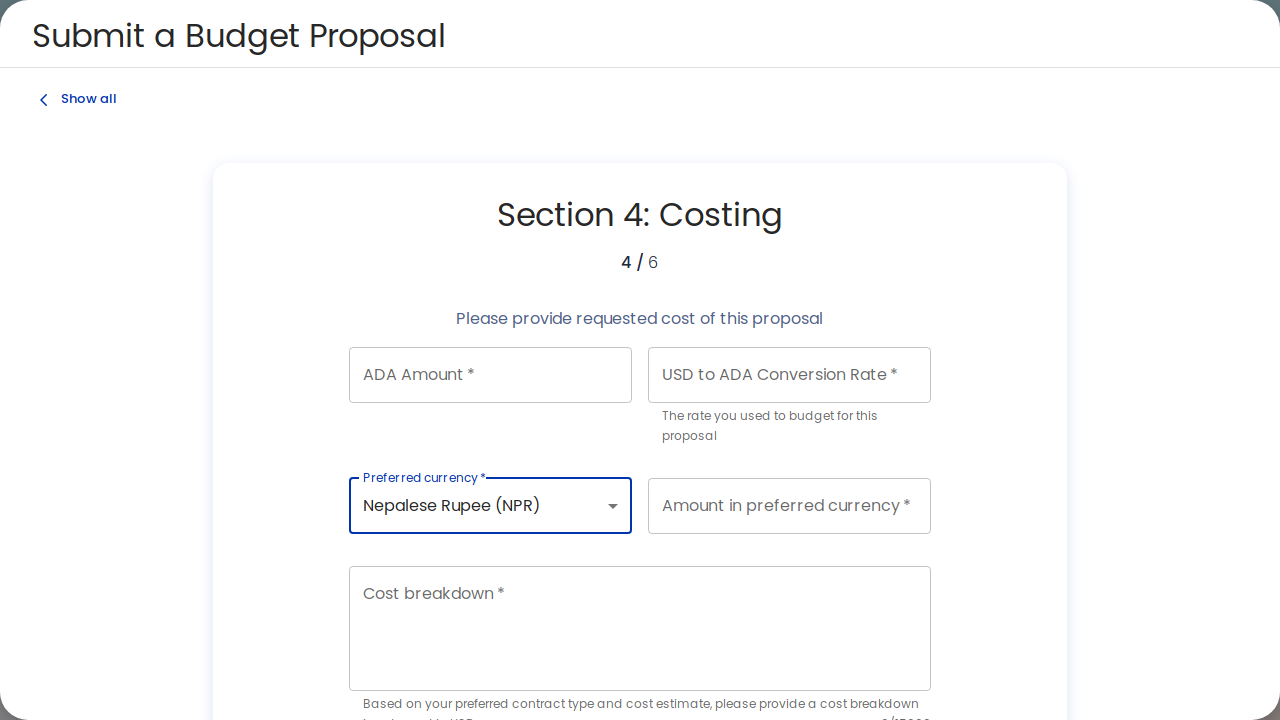 Submit a Budget Proposal
Show all
Section 4: Costing
4 / 6
Please provide requested cost of this proposal
ADA Amount *
USD to ADA Conversion Rate *
The rate you used to budget for this
proposal
Preferred currency *
Nepalese Rupee (NPR)
Amount in preferred currency *
Cost breakdown *
Based on your preferred contract type and cost estimate, please provide a cost breakdown